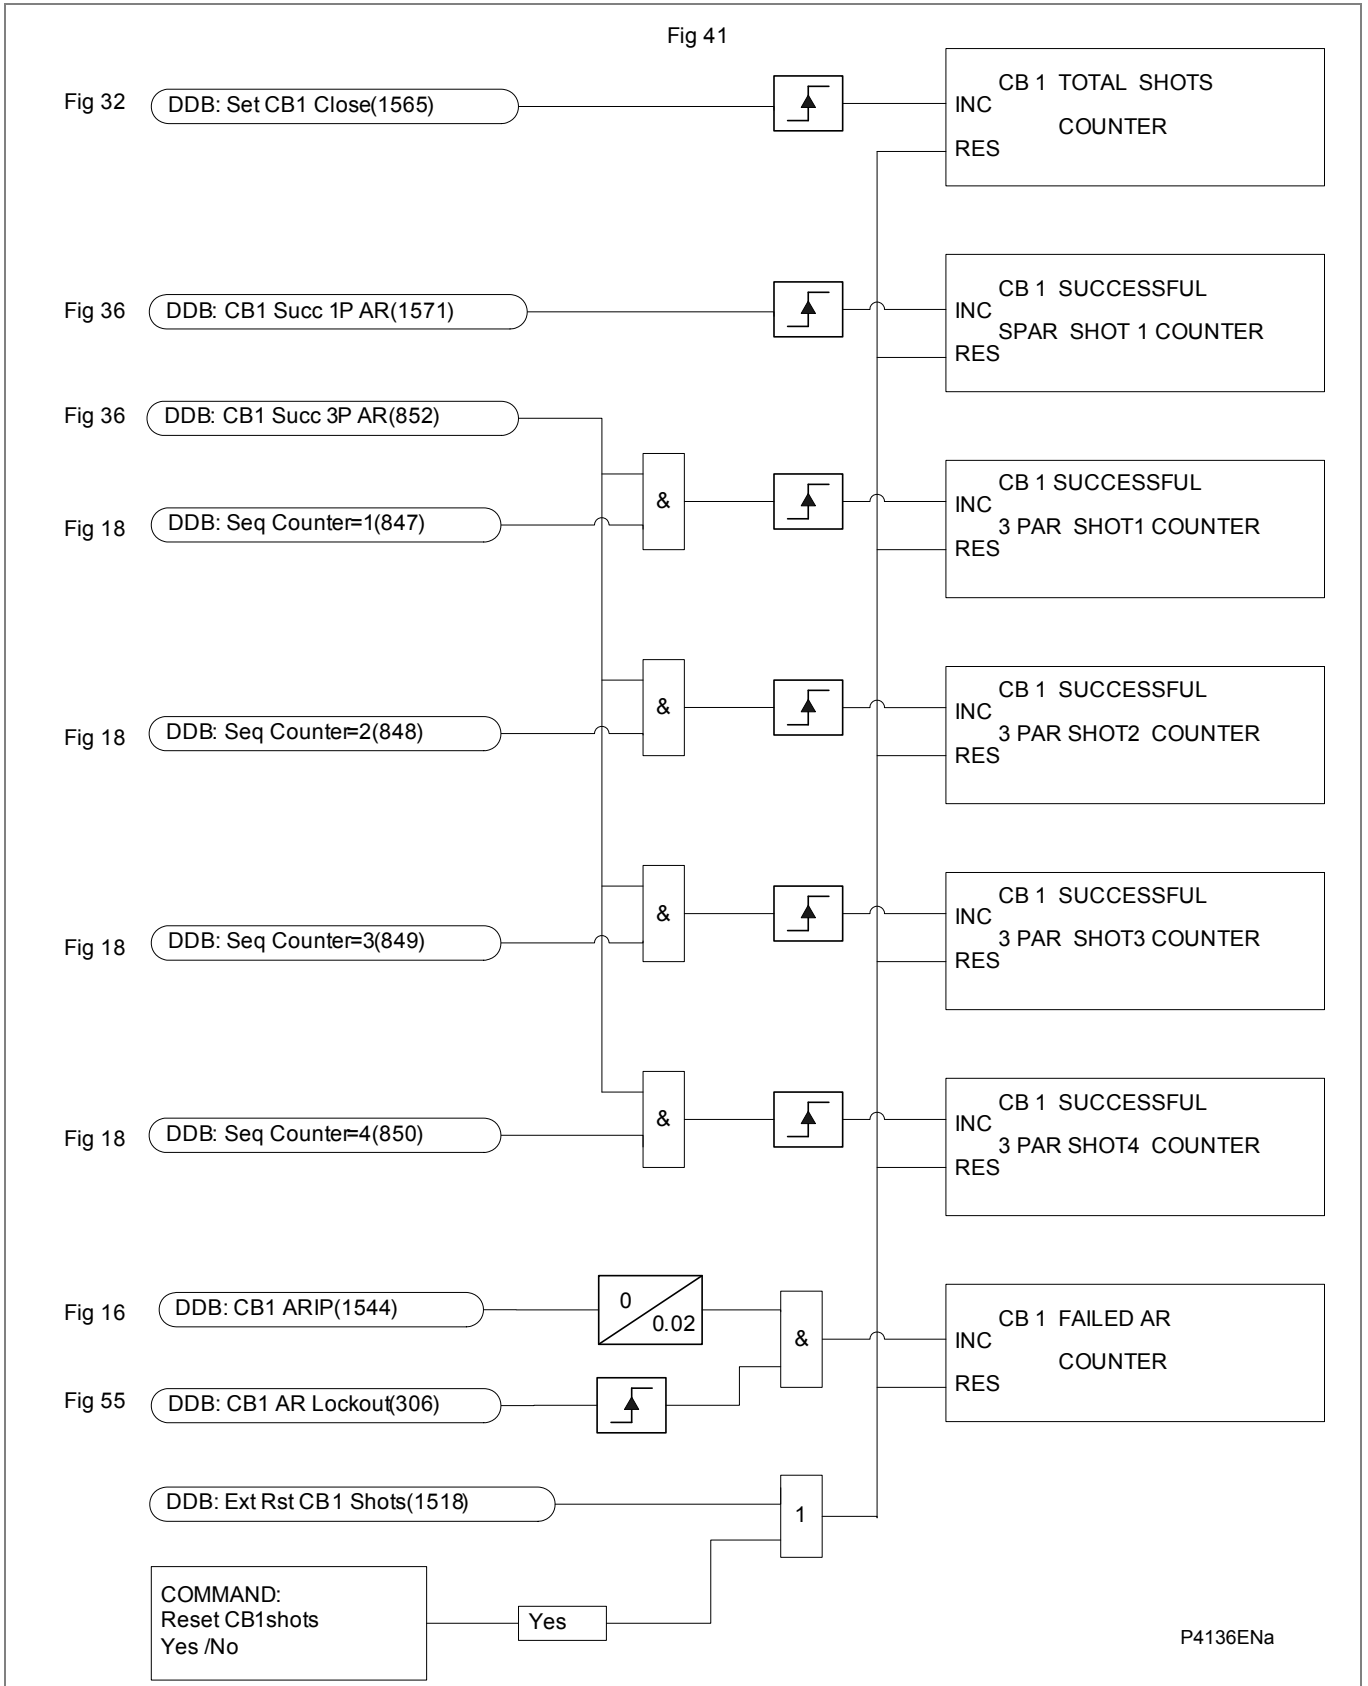 Fig 41
Fig 32
DDB: Set CB1 Close(1565)
INC
RES
CB 1 TOTAL SHOTS
COUNTER
Fig 36
DDB: CB1 Succ 1P AR(1571)
INC
RES
CB 1 SUCCESSFUL
SPAR SHOT 1 COUNTER
Fig 36
DDB: CB1 Succ 3P AR(852)
Fig 18
DDB: Seq Counter=1(847)
&
INC
RES
CB 1 SUCCESSFUL
3 PAR SHOT1 COUNTER
Fig 18
DDB: Seq Counter=2(848)
&
INC
RES
CB 1 SUCCESSFUL
3 PAR SHOT2 COUNTER
Fig 18
DDB: Seq Counter=3(849)
&
INC
RES
CB 1 SUCCESSFUL
3 PAR SHOT3 COUNTER
Fig 18
DDB: Seq Counter=4(850)
&
INC
RES
CB 1 SUCCESSFUL
3 PAR SHOT4 COUNTER
Fig 16
DDB: CB1 ARIP(1544)
0
0.02
&
INC
RES
CB 1 FAILED AR
COUNTER
Fig 55
DDB: CB1 AR Lockout(306)
DDB: Ext Rst CB1 Shots(1518)
1
COMMAND:
Reset CB1shots
Yes /No
Yes
P4136ENa